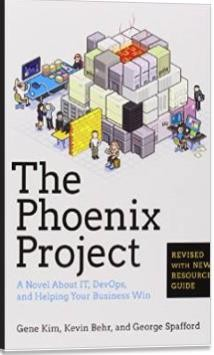 The
Phoenix
Project
A Novel About IT, DevOps,
and Helping Your Business Win
REVISED
WITH NEW
RESOURCE
GUIDE
Gene Kim, Kevin Behr, and George Spafford